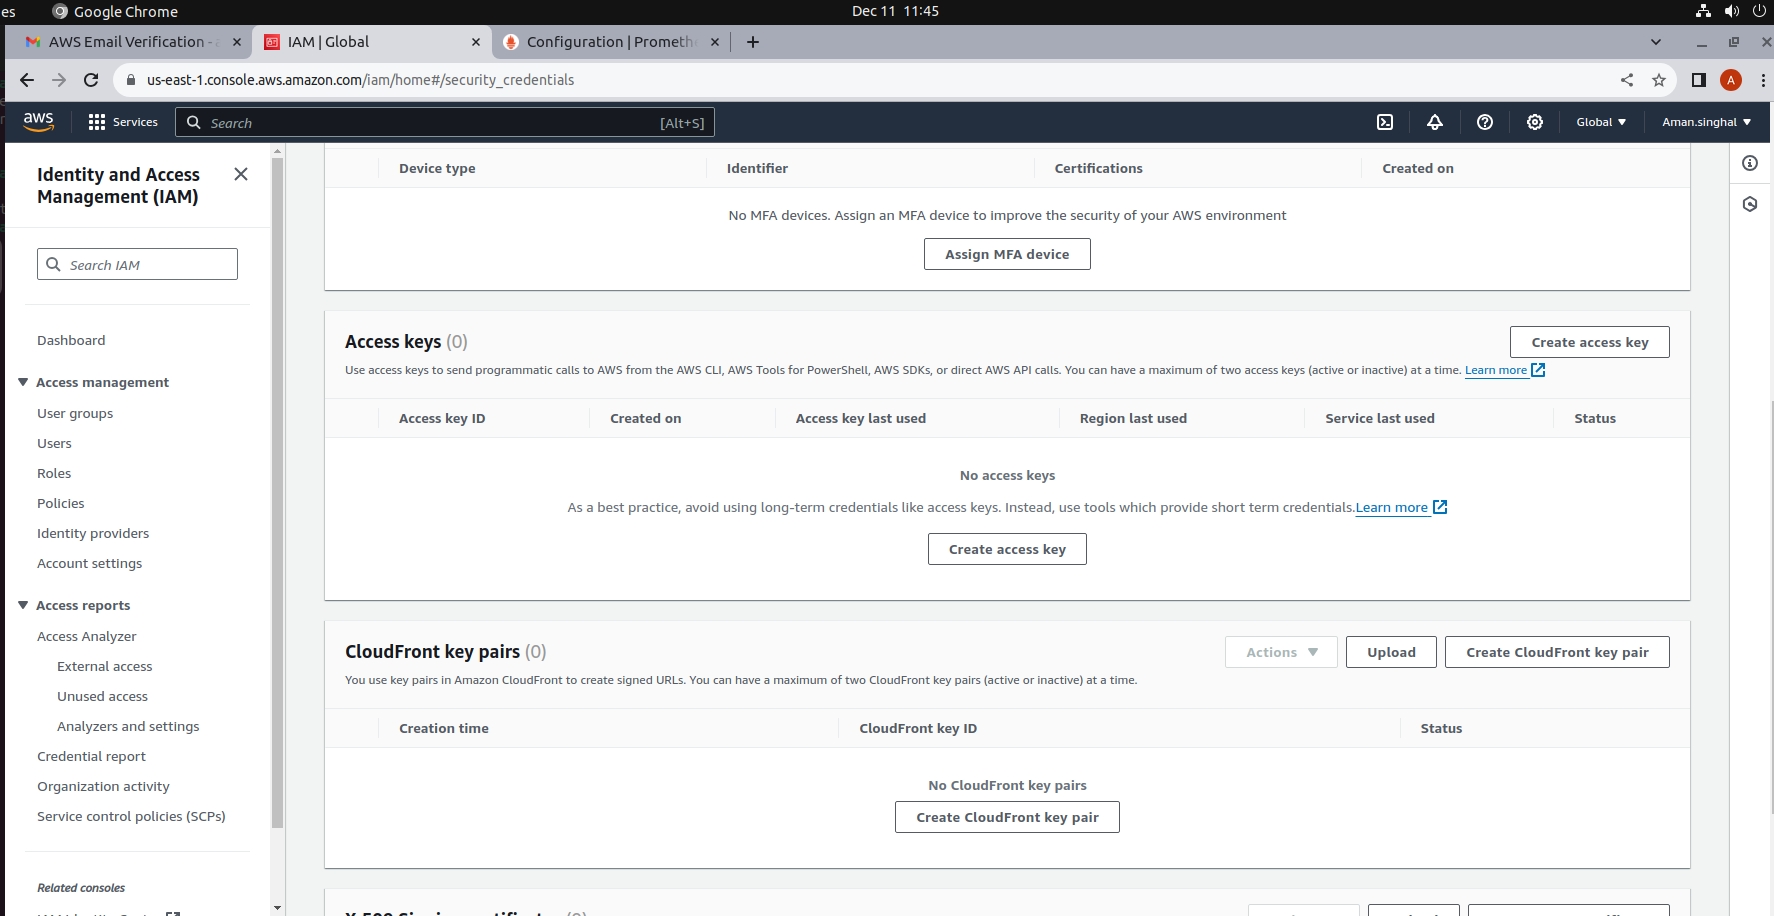 es
Google Chrome
Dec 11 11:45
AWS Email Verification -
IAM | Global
Configuration | Prometh
us-east-1.console.aws.amazon.com/iam/home#/security_credentials
A
aws
Services
Search
[Alt+S]
Global
Aman.singhal
Identity and Access
Management (IAM)
Search IAM
Dashboard
Access management
User groups
Users
Roles
Policies
Identity providers
Account settings
Access reports
Access Analyzer
External access
Unused access
Analyzers and settings
Credential report
Organization activity
Service control policies (SCPs)
Related consoles
Device type
Identifier
Certifications
Created on
No MFA devices. Assign an MFA device to improve the security of your AWS environment
Assign MFA device
Access keys (0)
Create access key
Use access keys to send programmatic calls to AWS from the AWS CLI, AWS Tools for PowerShell, AWS SDKs, or direct AWS API calls. You can have a maximum of two access keys (active or inactive) at a time. Learn more
Access key ID
Created on
Access key last used
Region last used
Service last used
Status
No access keys
As a best practice, avoid using long-term credentials like access keys. Instead, use tools which provide short term credentials.Learn more
Create access key
CloudFront key pairs (0)
Actions
Upload
Create CloudFront key pair
You use key pairs in Amazon CloudFront to create signed URLs. You can have a maximum of two CloudFront key pairs (active or inactive) at a time.
Creation time
CloudFront key ID
Status
No CloudFront key pairs
Create CloudFront key pair